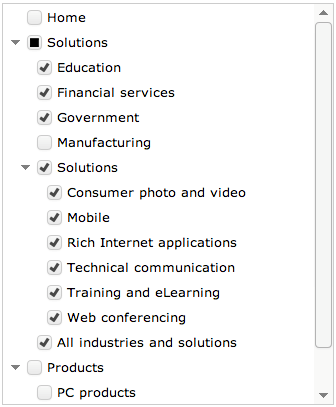 Home
Solutions
Education
Financial services
Government
Manufacturing
Solutions
Consumer photo and video
Mobile
Rich Internet applications
Technical communication
Training and eLearning
Web conferencing
All industries and solutions
Products
PC products